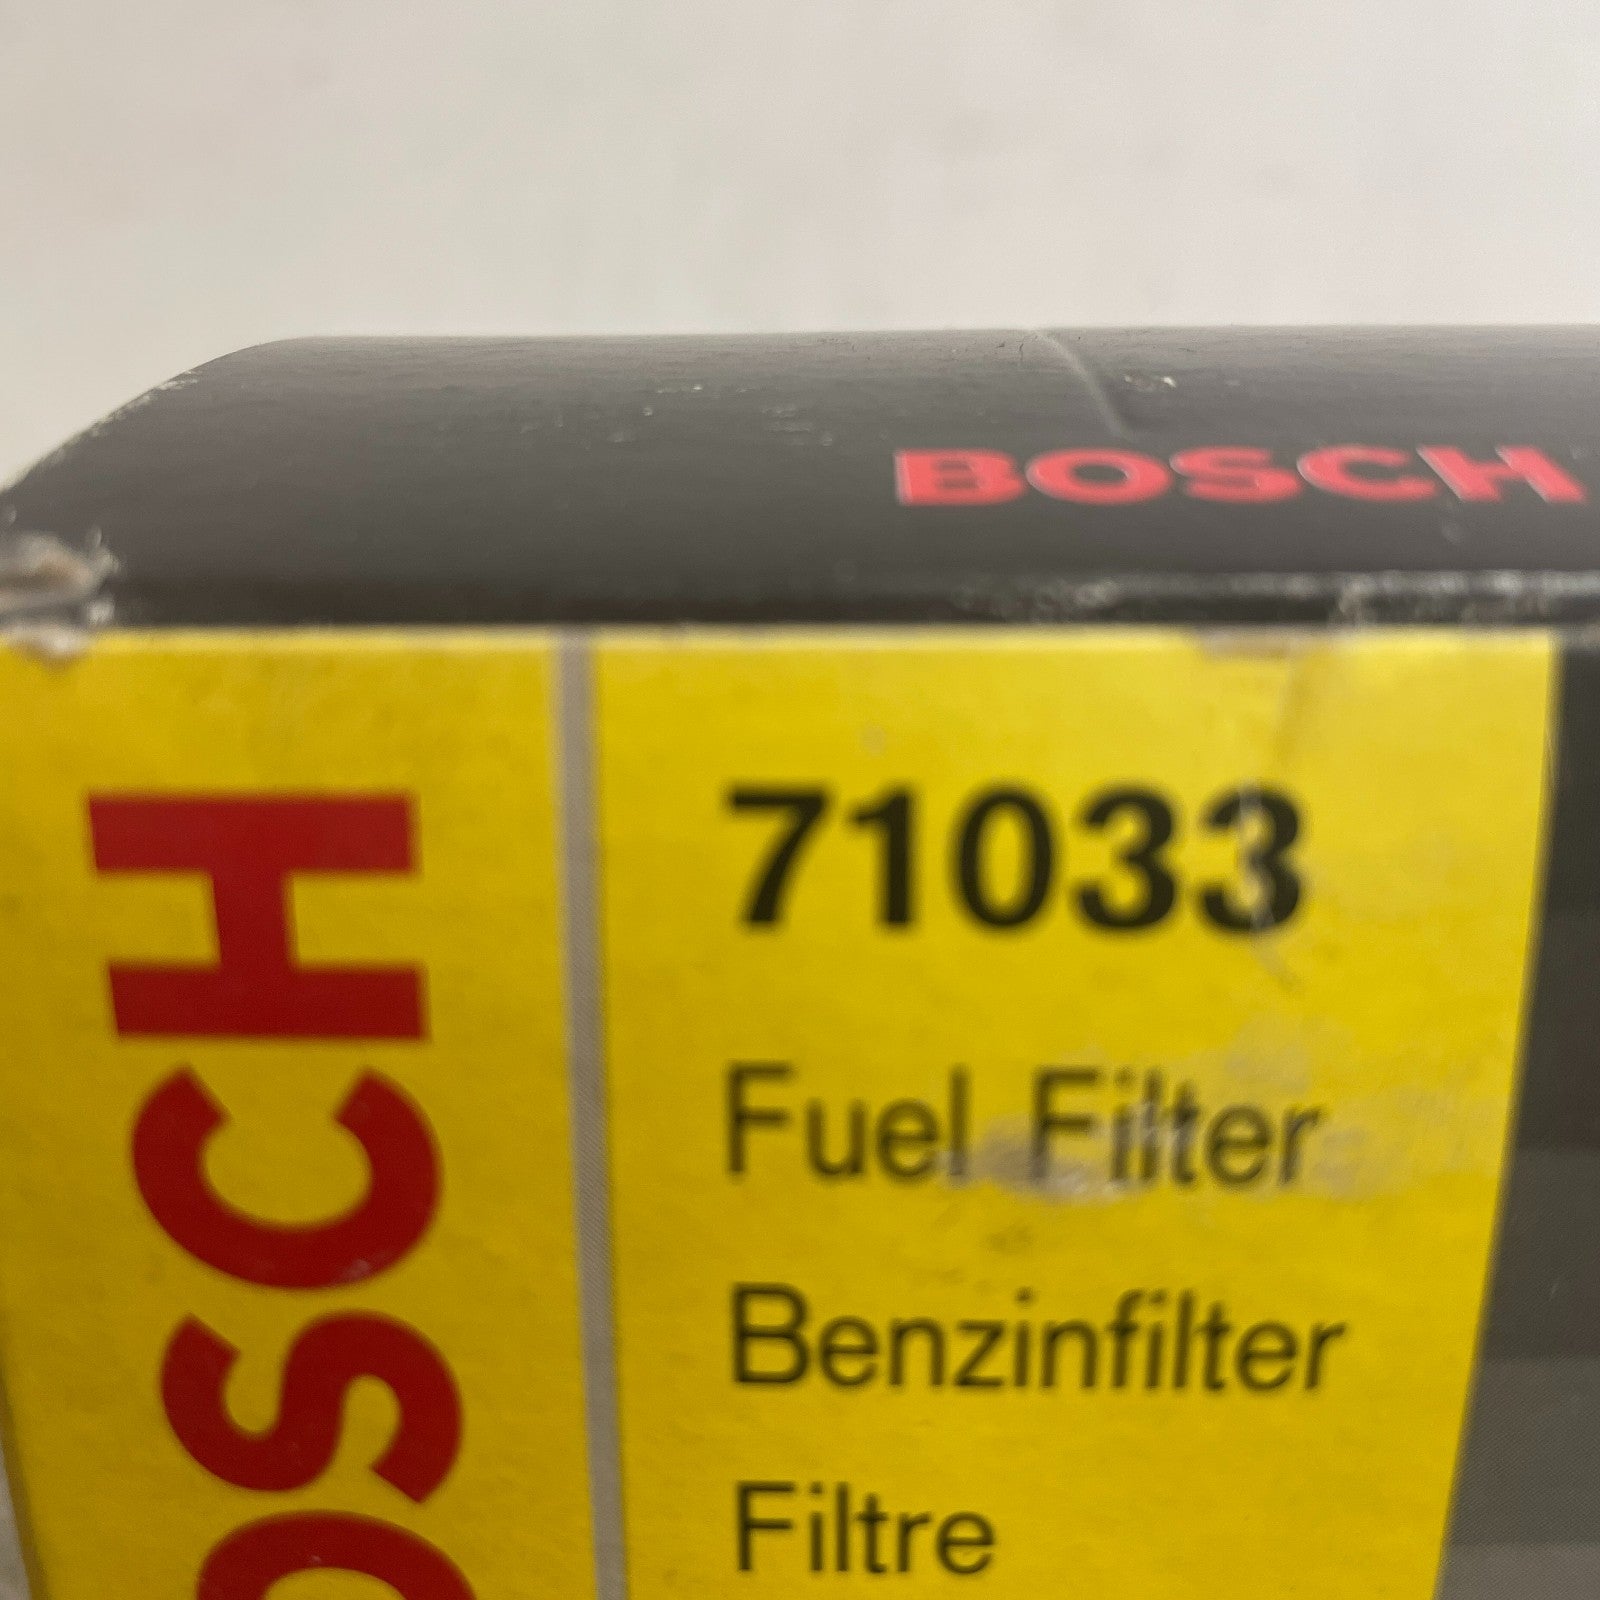 BOSCH
BOSCH
71033
Fuel Filter
Benzinfilter
Filtre